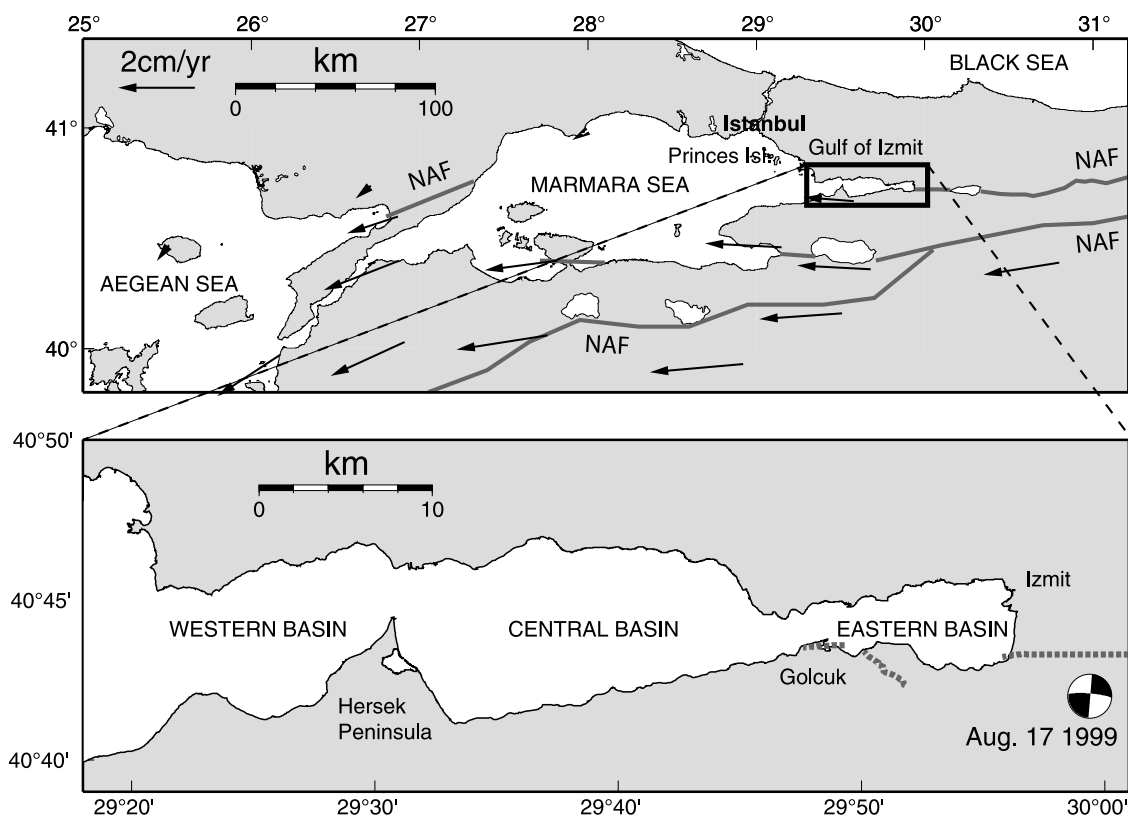 25° 26° 27° 28° 29° 30° 31°
2cm/yr
km
0 100
BLACK SEA
41°
Istanbul
Princes Isl.
Gulf of Izmit
NAF
NAF
MARMARA SEA
NAF
AEGEAN SEA
40°
NAF
40°50'
km
0 10
Izmit
40°45'
WESTERN BASIN
CENTRAL BASIN
EASTERN BASIN
Golcuk
Hersek
Peninsula
Aug. 17 1999
40°40'
29°20' 29°30' 29°40' 29°50' 30°00'